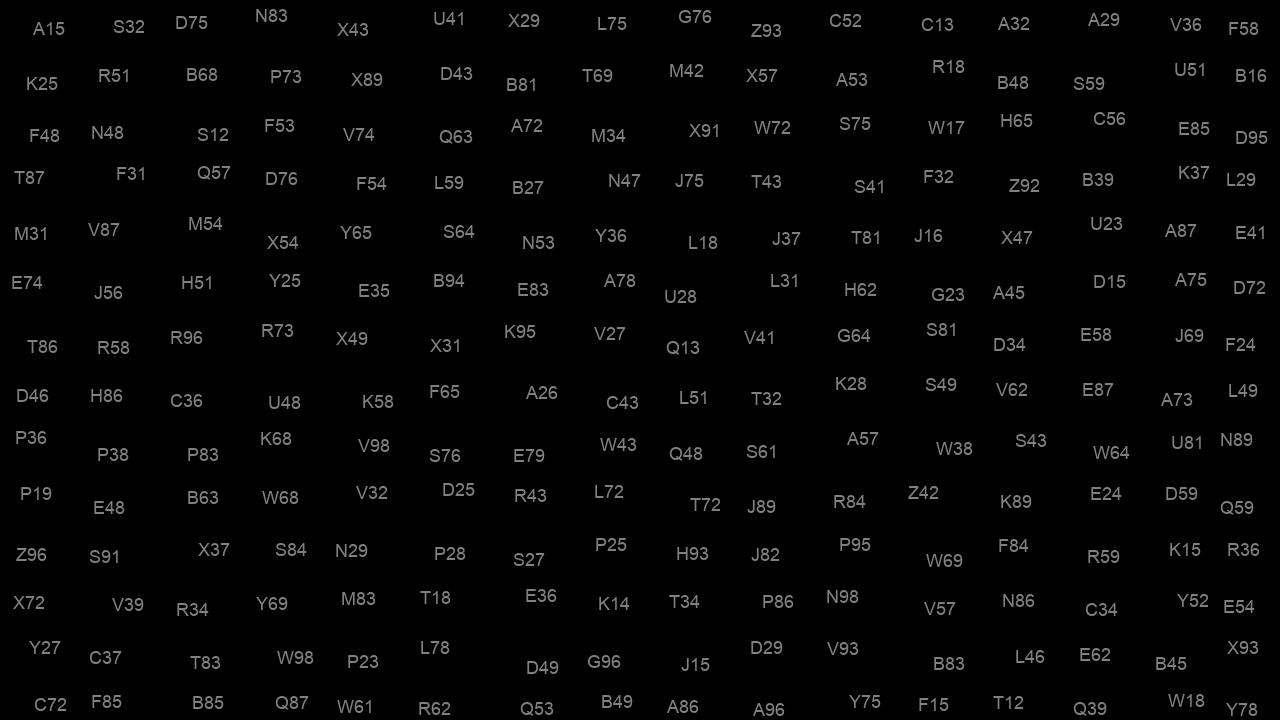 A15 S32 D75 N83 X43 U41 X29 L75 G76 Z93 C52 C13 A32 A29 V36 F58
K25 R51 B68 P73 X89 D43 B81 T69 M42 X57 A53 R18 B48 S59 U51 B16
F48 N48 S12 F53 V74 Q63 A72 M34 X91 W72 S75 W17 H65 C56 E85 D95
T87 F31 Q57 D76 F54 L59 B27 N47 J75 T43 S41 F32 Z92 B39 K37 L29
M31 V87 M54 X54 Y65 S64 N53 Y36 L18 J37 T81 J16 X47 U23 A87 E41
E74 J56 H51 Y25 E35 B94 E83 A78 U28 L31 H62 G23 A45 D15 A75 D72
T86 R58 R96 R73 X49 X31 K95 V27 Q13 V41 G64 S81 D34 E58 J69 F24
D46 H86 C36 U48 K58 F65 A26 C43 L51 T32 K28 S49 V62 E87 A73 L49
P36 P38 P83 K68 V98 S76 E79 W43 Q48 S61 A57 W38 S43 W64 U81 N89
P19 E48 B63 W68 V32 D25 R43 L72 T72 J89 R84 Z42 K89 E24 D59 Q59
Z96 S91 X37 S84 N29 P28 S27 P25 H93 J82 P95 W69 F84 R59 K15 R36
X72 V39 R34 Y69 M83 T18 E36 K14 T34 P86 N98 V57 N86 C34 Y52 E54
Y27 C37 T83 W98 P23 L78 D49 G96 J15 D29 V93 B83 L46 E62 B45 X93
C72 F85 B85 Q87 W61 R62 Q53 B49 A86 A96 Y75 F15 T12 Q39 W18 Y78